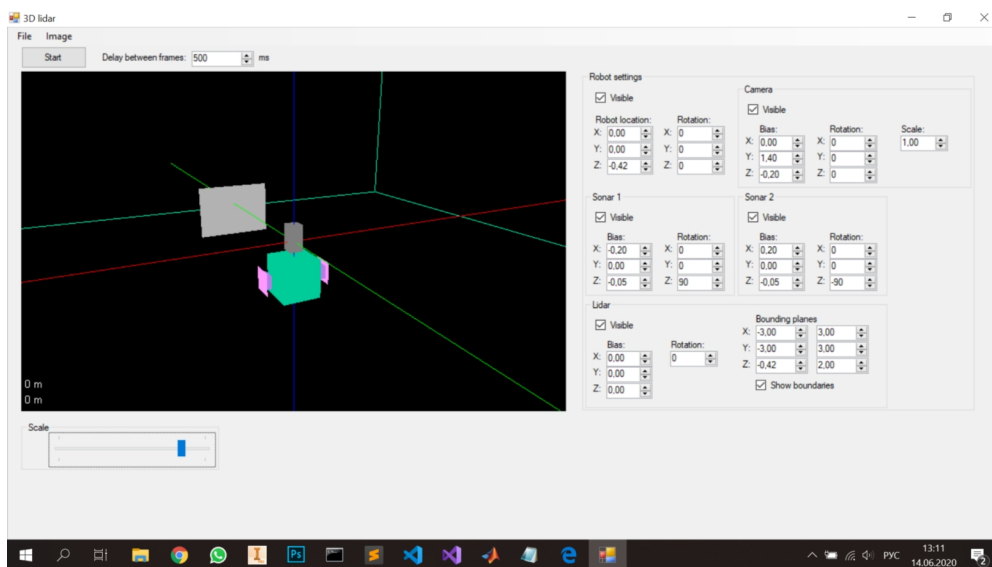 3D lidar
File Image
Start Delay between frames: 500 ms
0 m
0 m
Scale
Robot settings
Visible
Robot location: Rotation:
X: 0,00 X: 0
Y: 0,00 Y: 0
Z: -0,42 Z: 0
Camera
Visible
Bias: Rotation: Scale:
X: 0,00 X: 0 1,00
Y: 1,40 Y: 0
Z: -0,20 Z: 0
Sonar 1
Visible
Bias: Rotation:
X: -0,20 X: 0
Y: 0,00 Y: 0
Z: -0,05 Z: 90
Sonar 2
Visible
Bias: Rotation:
X: 0,20 X: 0
Y: 0,00 Y: 0
Z: -0,05 Z: -90
Lidar
Visible
Bias: Rotation:
X: 0,00 0
Y: 0,00
Z: 0,00
Bounding planes
X: -3,00 3,00
Y: -3,00 3,00
Z: -0,42 2,00
Show boundaries
I Ps S
РУС 13:11
14.06.2020
2